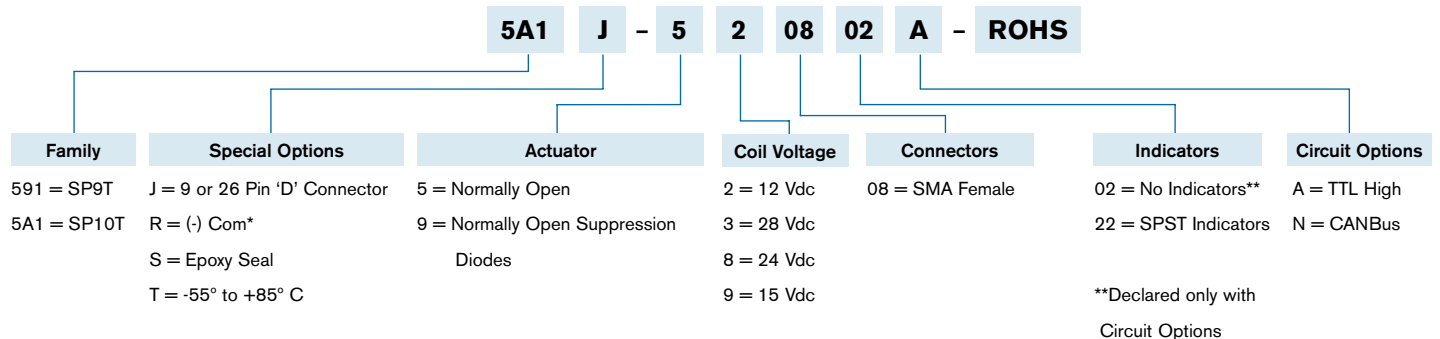 5A1 J – 5 2 08 02 A – ROHS
Family
591 = SP9T
5A1 = SP10T
Special Options
J = 9 or 26 Pin ‘D’ Connector
R = (-) Com*
S = Epoxy Seal
T = -55° to +85° C
Actuator
5 = Normally Open
9 = Normally Open Suppression
Diodes
Coil Voltage
2 = 12 Vdc
3 = 28 Vdc
8 = 24 Vdc
9 = 15 Vdc
Connectors
08 = SMA Female
Indicators
02 = No Indicators**
22 = SPST Indicators
**Declared only with
Circuit Options
Circuit Options
A = TTL High
N = CANBus